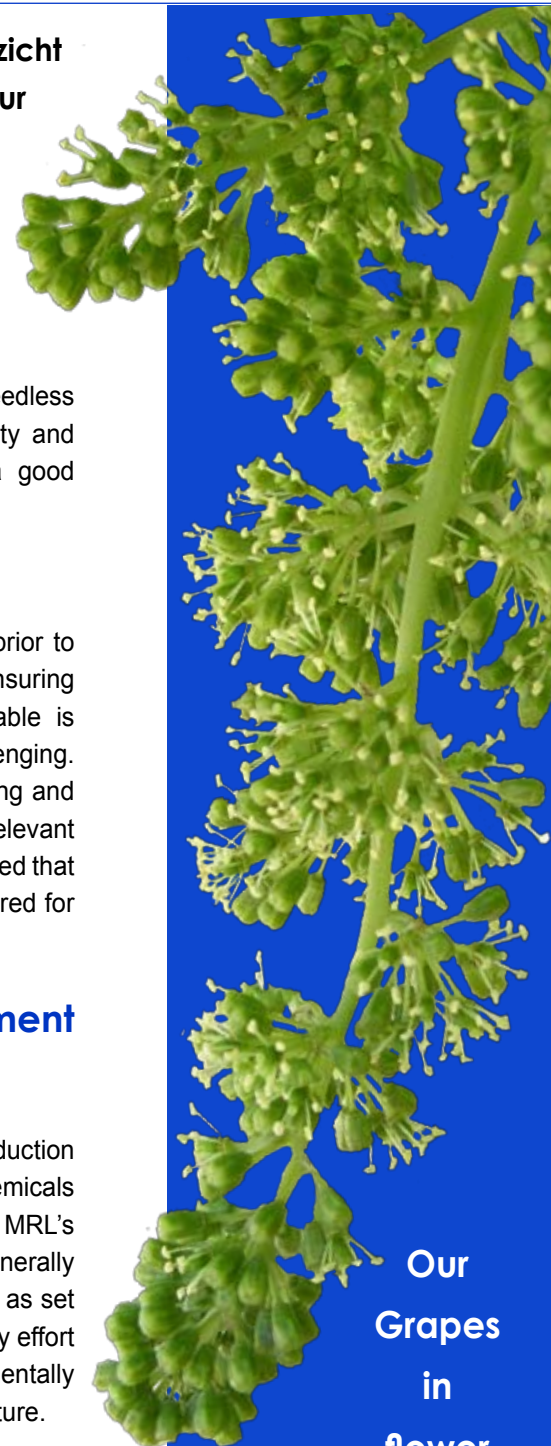 zicht
ur
edless
ty and
good
prior to
nsuring
able is
enging.
ng and
elevant
ed that
red for
ment
duction
emicals
MRL's
nerally
as set
y effort
entally
ture.
Our
Grapes
in
flower